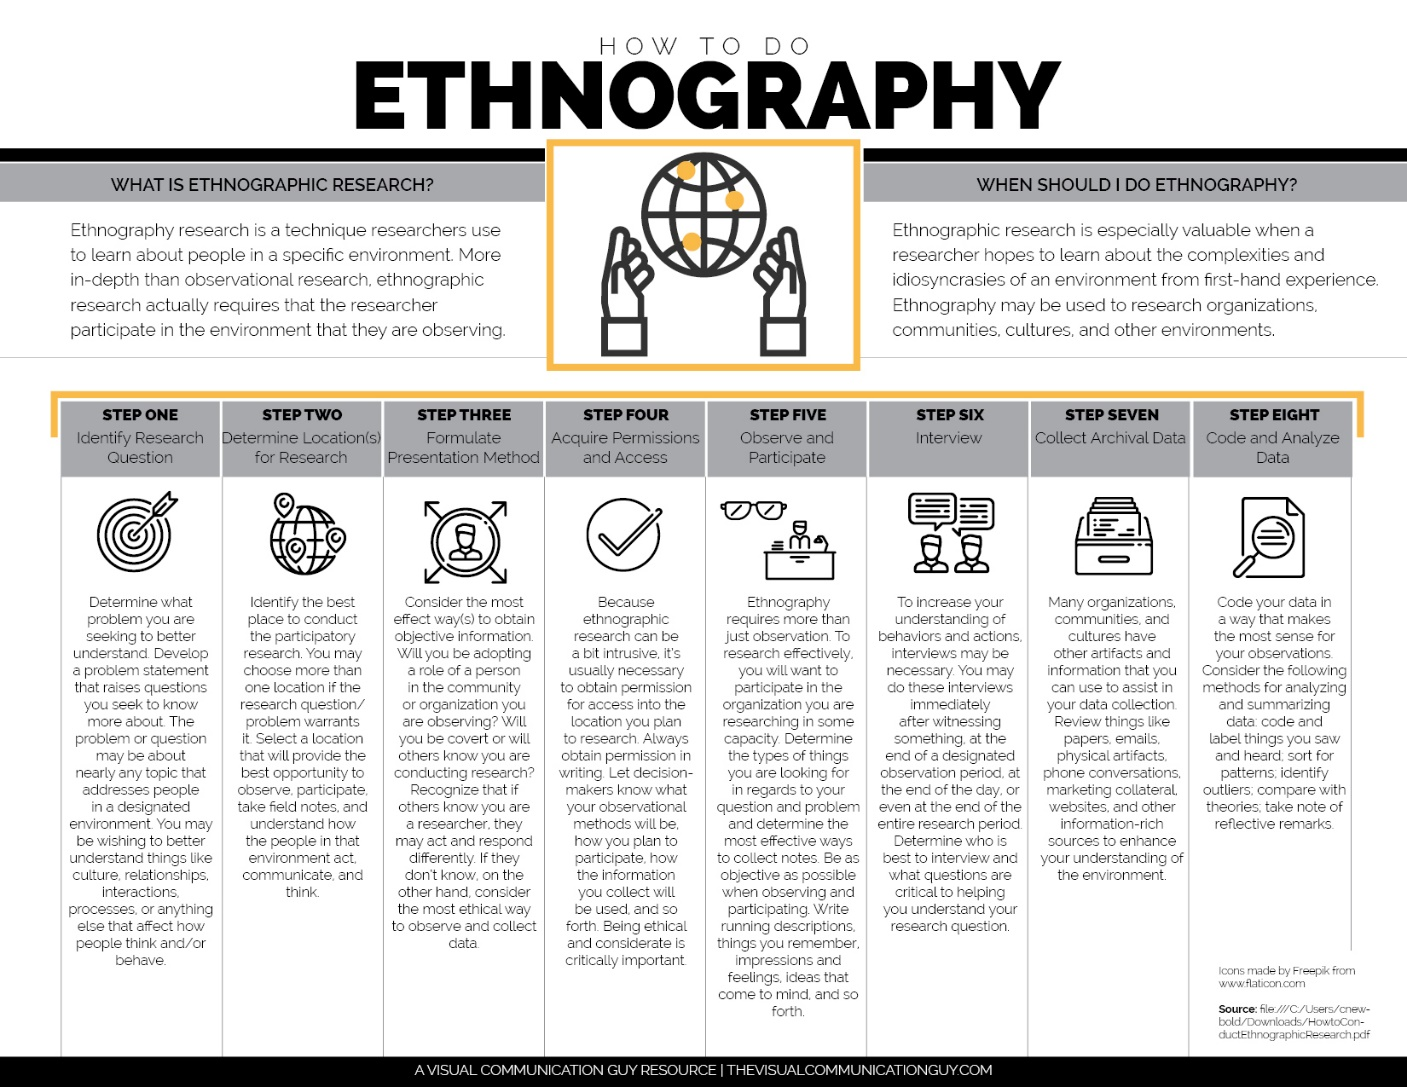 HOW TO DO
ETHNOGRAPHY
WHAT IS ETHNOGRAPHIC RESEARCH?
Ethnography research is a technique researchers use
to learn about people in a specific environment. More
in-depth than observational research, ethnographic
research actually requires that the researcher
participate in the environment that they are observing.
WHEN SHOULD I DO ETHNOGRAPHY?
Ethnographic research is especially valuable when a
researcher hopes to learn about the complexities and
idiosyncrasies of an environment from first-hand experience.
Ethnography may be used to research organizations,
communities, cultures, and other environments.
STEP ONE
Identify Research
Question
Determine what
problem you are
seeking to better
understand. Develop
a problem statement
that raises questions
you seek to know
more about. The
problem or question
may be about
nearly any topic that
addresses people
in a designated
environment. You may
be wishing to better
understand things like
culture, relationships,
interactions,
processes, or anything
else that affect how
people think and/or
behave.
STEP TWO
Determine Location(s)
for Research
Identify the best
place to conduct
the participatory
research. You may
choose more than
one location if the
research question/
problem warrants
it. Select a location
that will provide the
best opportunity to
observe, participate,
take field notes, and
understand how
the people in that
environment act,
communicate, and
think.
STEP THREE
Formulate
Presentation Method
Consider the most
effect way(s) to obtain
objective information.
Will you be adopting
a role of a person
in the community
or organization you
are observing? Will
you be covert or will
others know you are
conducting research?
Recognize that if
others know you are
a researcher, they
may act and respond
differently. If they
don't know, on the
other hand, consider
the most ethical way
to observe and collect
data.
STEP FOUR
Acquire Permissions
and Access
Because
ethnographic
research can be
a bit intrusive, it's
usually necessary
to obtain permission
for access into the
location you plan
to research. Always
obtain permission in
writing. Let decision-
makers know what
your observational
methods will be,
how you plan to
participate, how
the information
you collect will
be used, and so
forth. Being ethical
and considerate is
critically important.
STEP FIVE
Observe and
Participate
Ethnography
requires more than
just observation. To
research effectively,
you will want to
participate in the
organization you are
researching in some
capacity. Determine
the types of things
you are looking for
in regards to your
question and problem
and determine the
most effective ways
to collect notes. Be as
objective as possible
when observing and
participating. Write
running descriptions,
things you remember,
impressions and
feelings, ideas that
come to mind, and so
forth.
STEP SIX
Interview
To increase your
understanding of
behaviors and actions,
interviews may be
necessary. You may
do these interviews
immediately
after witnessing
something, at the
end of a designated
observation period, at
the end of the day, or
even at the end of the
entire research period.
Determine who is
best to interview and
what questions are
critical to helping
you understand your
research question.
STEP SEVEN
Collect Archival Data
Many organizations,
communities, and
cultures have
other artifacts and
information that you
can use to assist in
your data collection.
Review things like
papers, emails,
physical artifacts,
phone conversations,
marketing collateral,
websites, and other
information-rich
sources to enhance
your understanding of
the environment.
STEP EIGHT
Code and Analyze
Data
Code your data in
a way that makes
the most sense for
your observations.
Consider the following
methods for analyzing
and summarizing
data: code and
label things you saw
and heard; sort for
patterns; identify
outliers; compare with
theories; take note of
reflective remarks.
Icons made by Freepik from
www.flaticon.com
Source: file:///C:/Users/cnew-
bold/Downloads/HowtoCon-
ductEthnographicResearch.pdf
A VISUAL COMMUNICATION GUY RESOURCE | THEVISUALCOMMUNICATIONGUY.COM